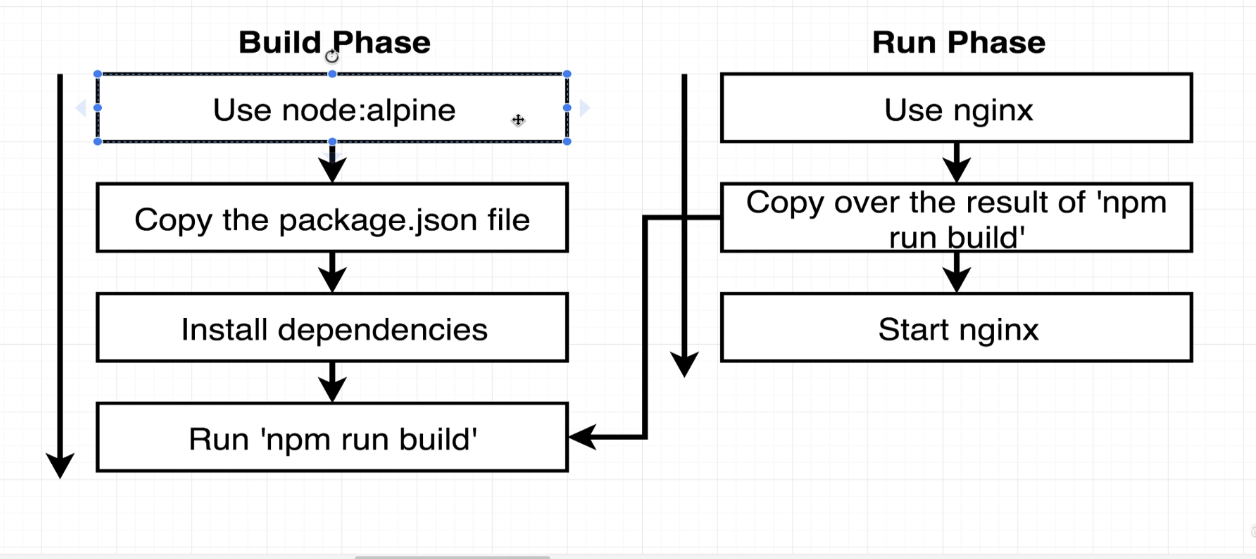 Build Phase
Use node:alpine
Copy the package.json file
Install dependencies
Run 'npm run build'
Run Phase
Use nginx
Copy over the result of 'npm
run build'
Start nginx